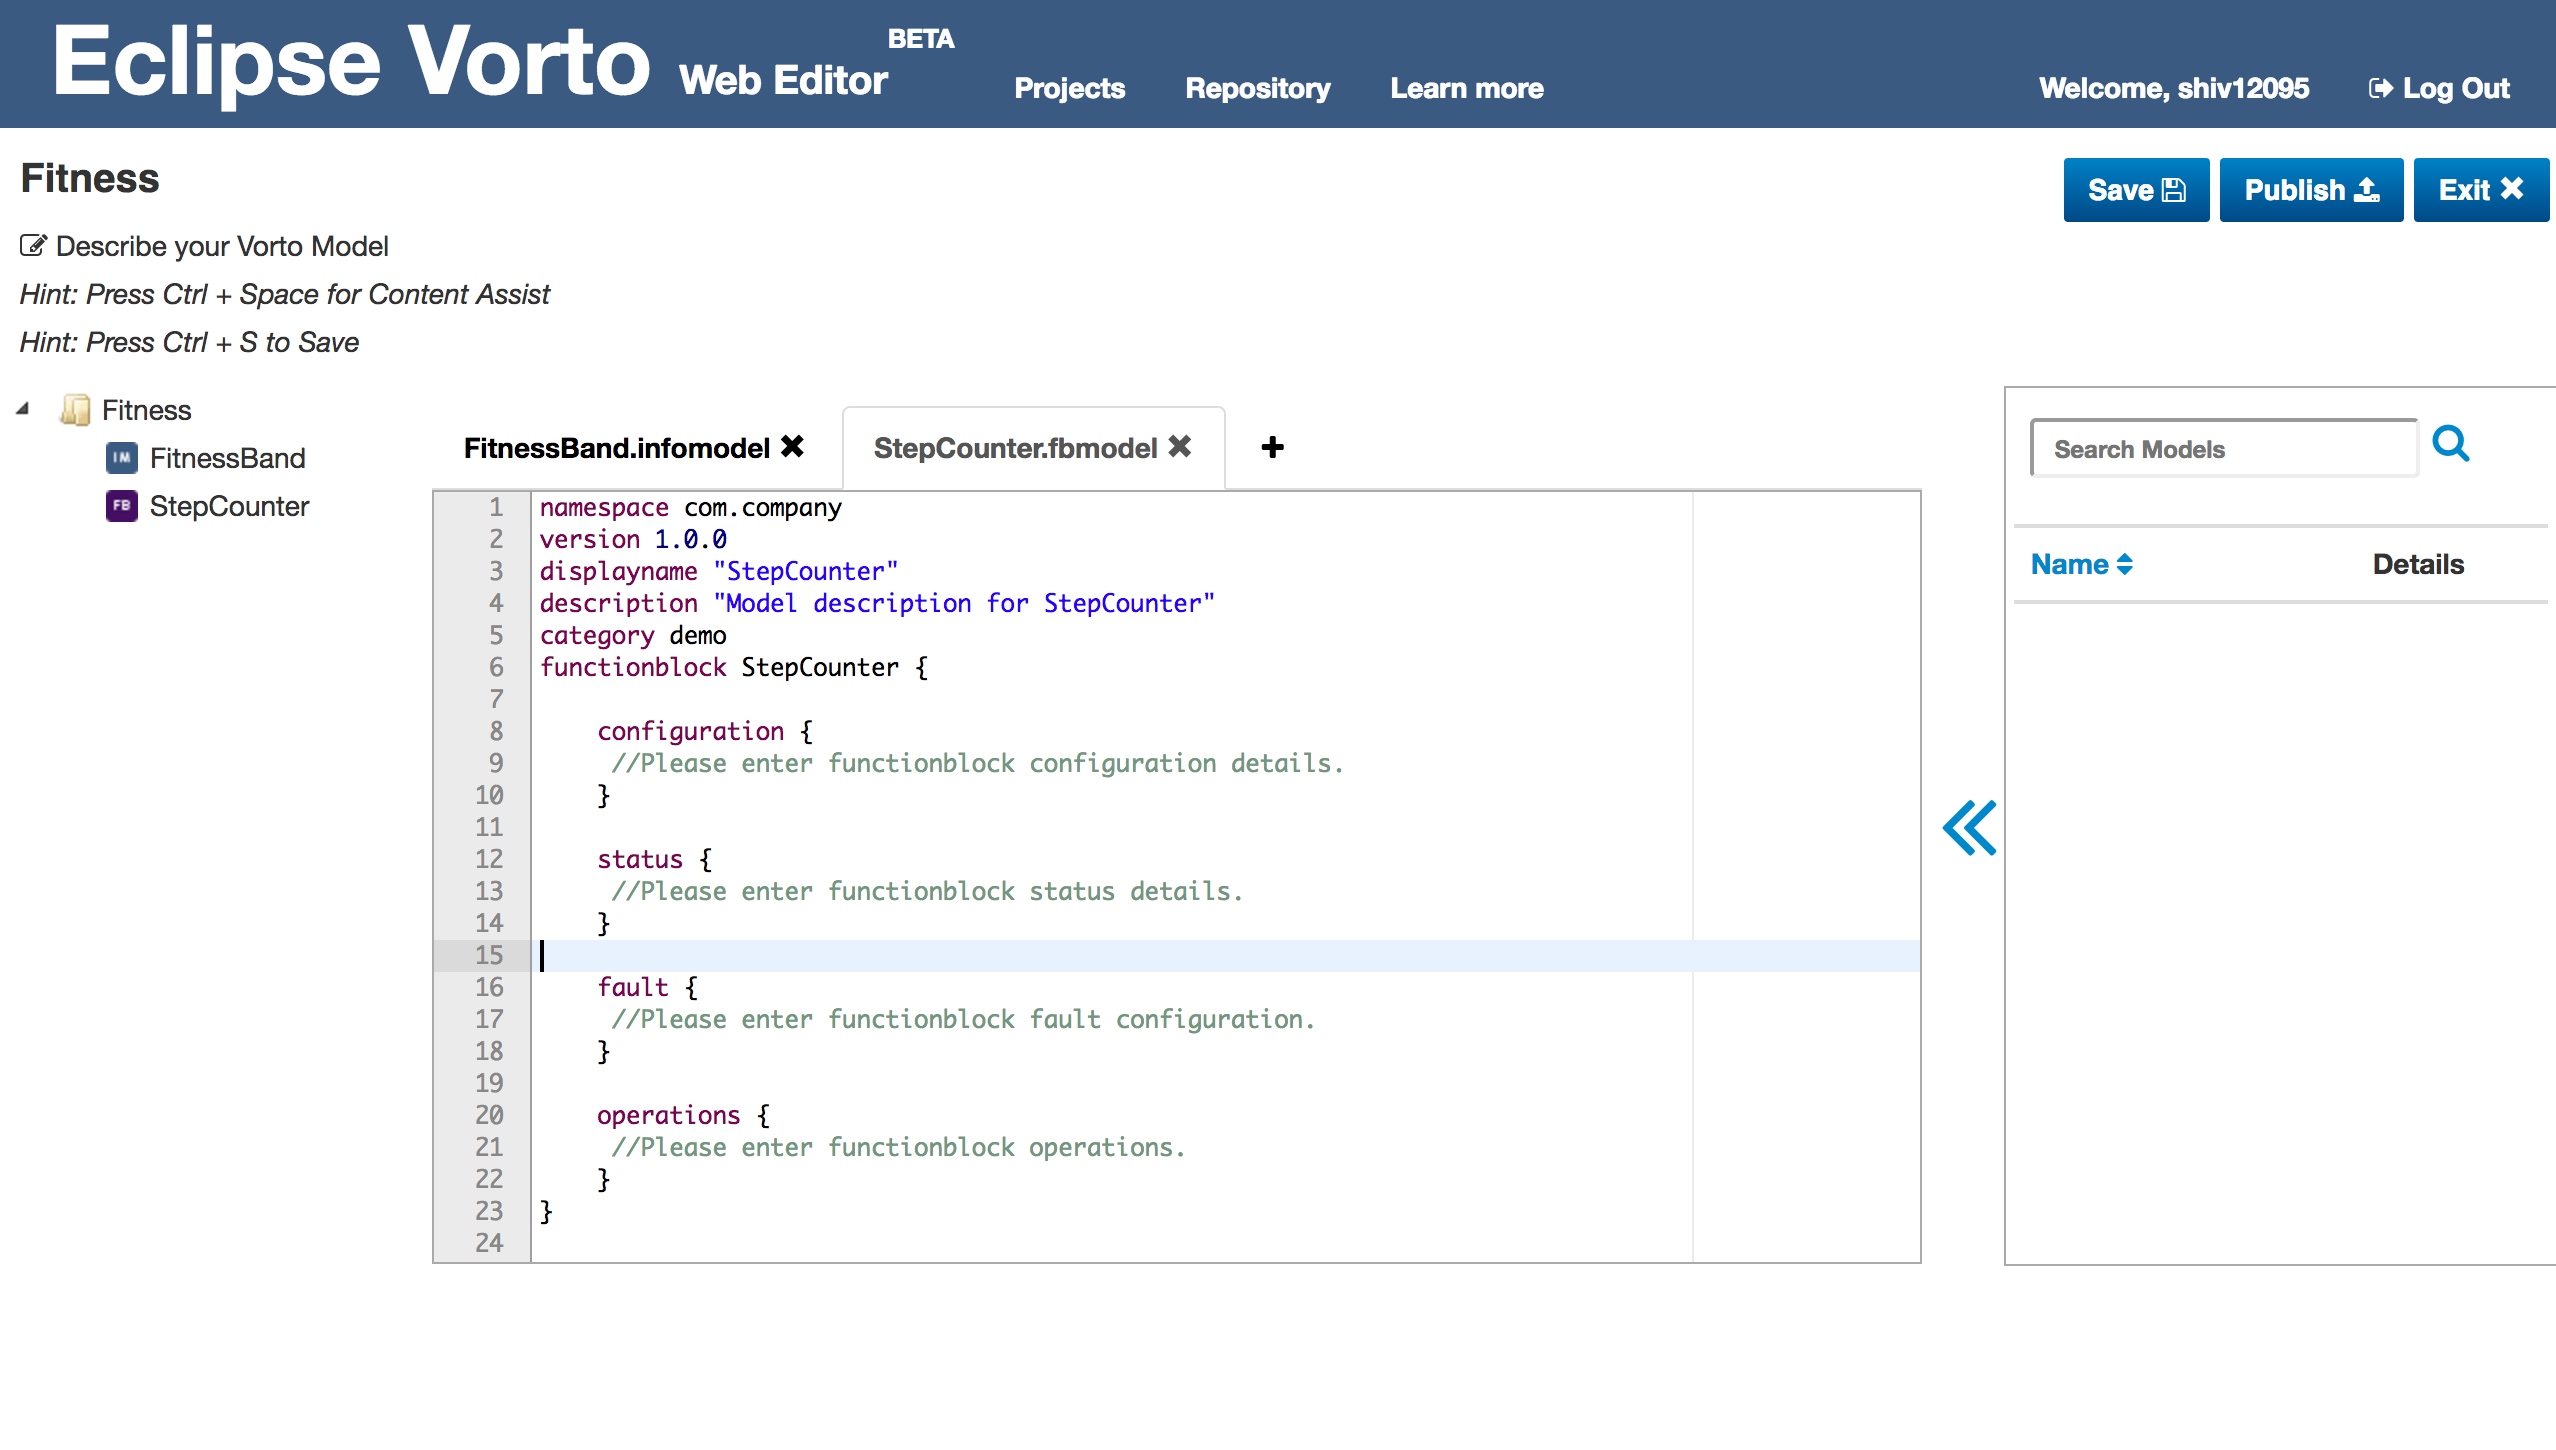 Eclipse Vorto Web Editor BETA
Projects Repository Learn more
Welcome, shiv12095 Log Out
Fitness
Save Publish Exit
Describe your Vorto Model
Hint: Press Ctrl + Space for Content Assist
Hint: Press Ctrl + S to Save
Fitness
IM FitnessBand
FB StepCounter
FitnessBand.infomodel StepCounter.fbmodel +
1 namespace com.company
2 version 1.0.0
3 displayname "StepCounter"
4 description "Model description for StepCounter"
5 category demo
6 functionblock StepCounter {
7
8 configuration {
9 //Please enter functionblock configuration details.
10 }
11
12 status {
13 //Please enter functionblock status details.
14 }
15
16 fault {
17 //Please enter functionblock fault configuration.
18 }
19
20 operations {
21 //Please enter functionblock operations.
22 }
23 }
24
Search Models
Name Details